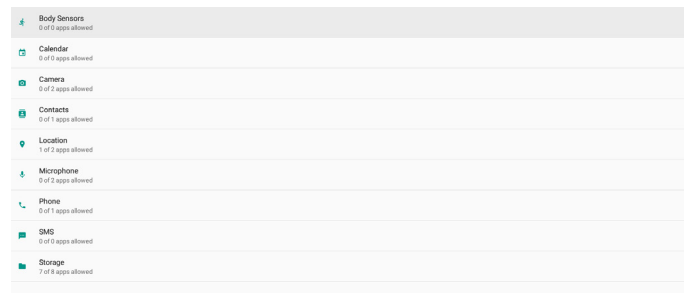 Body Sensors
0 of 0 apps allowed
Calendar
0 of 0 apps allowed
Camera
0 of 2 apps allowed
Contacts
0 of 1 apps allowed
Location
1 of 2 apps allowed
Microphone
0 of 2 apps allowed
Phone
0 of 1 apps allowed
SMS
0 of 0 apps allowed
Storage
7 of 8 apps allowed